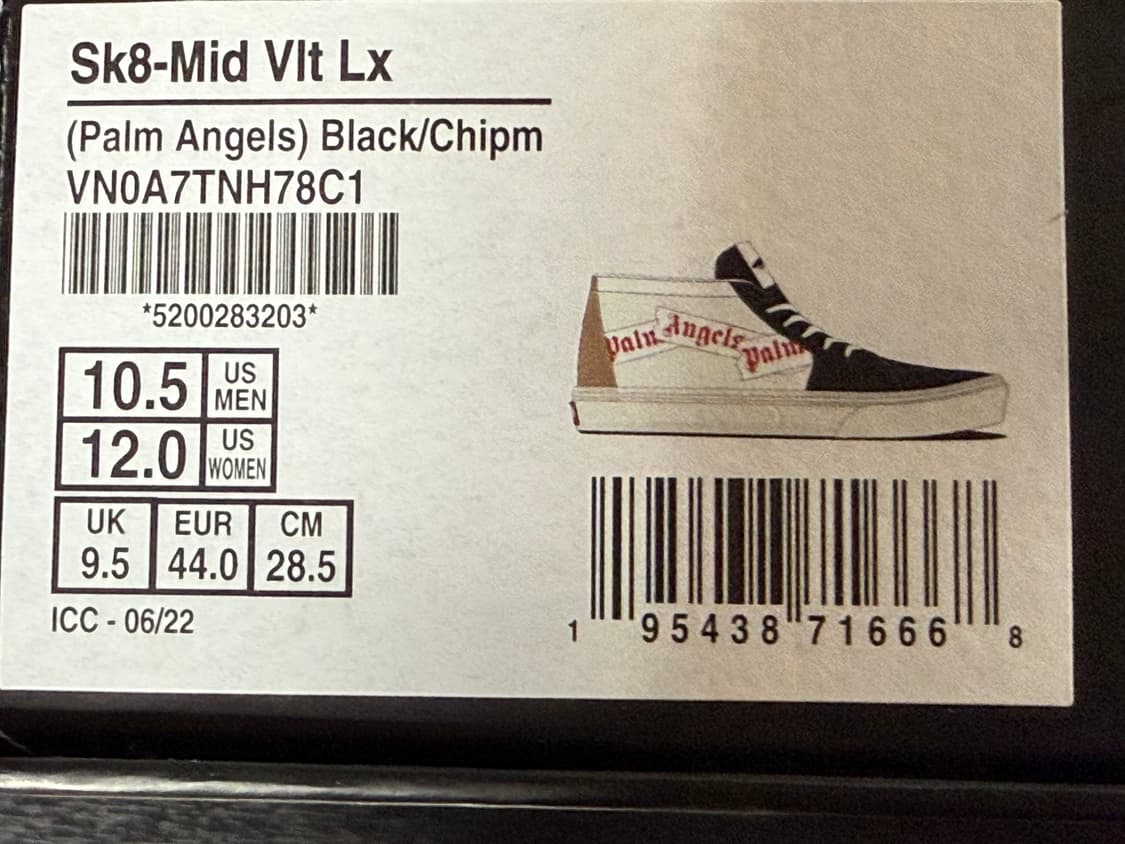 Sk8-Mid Vlt Lx
(Palm Angels) Black/Chipm
VN0A7TNH78C1
*5200283203*
10.5 US MEN
12.0 US WOMEN
UK EUR CM
9.5 44.0 28.5
ICC - 06/22
Palm Angels Palm
1 95438 71666 8